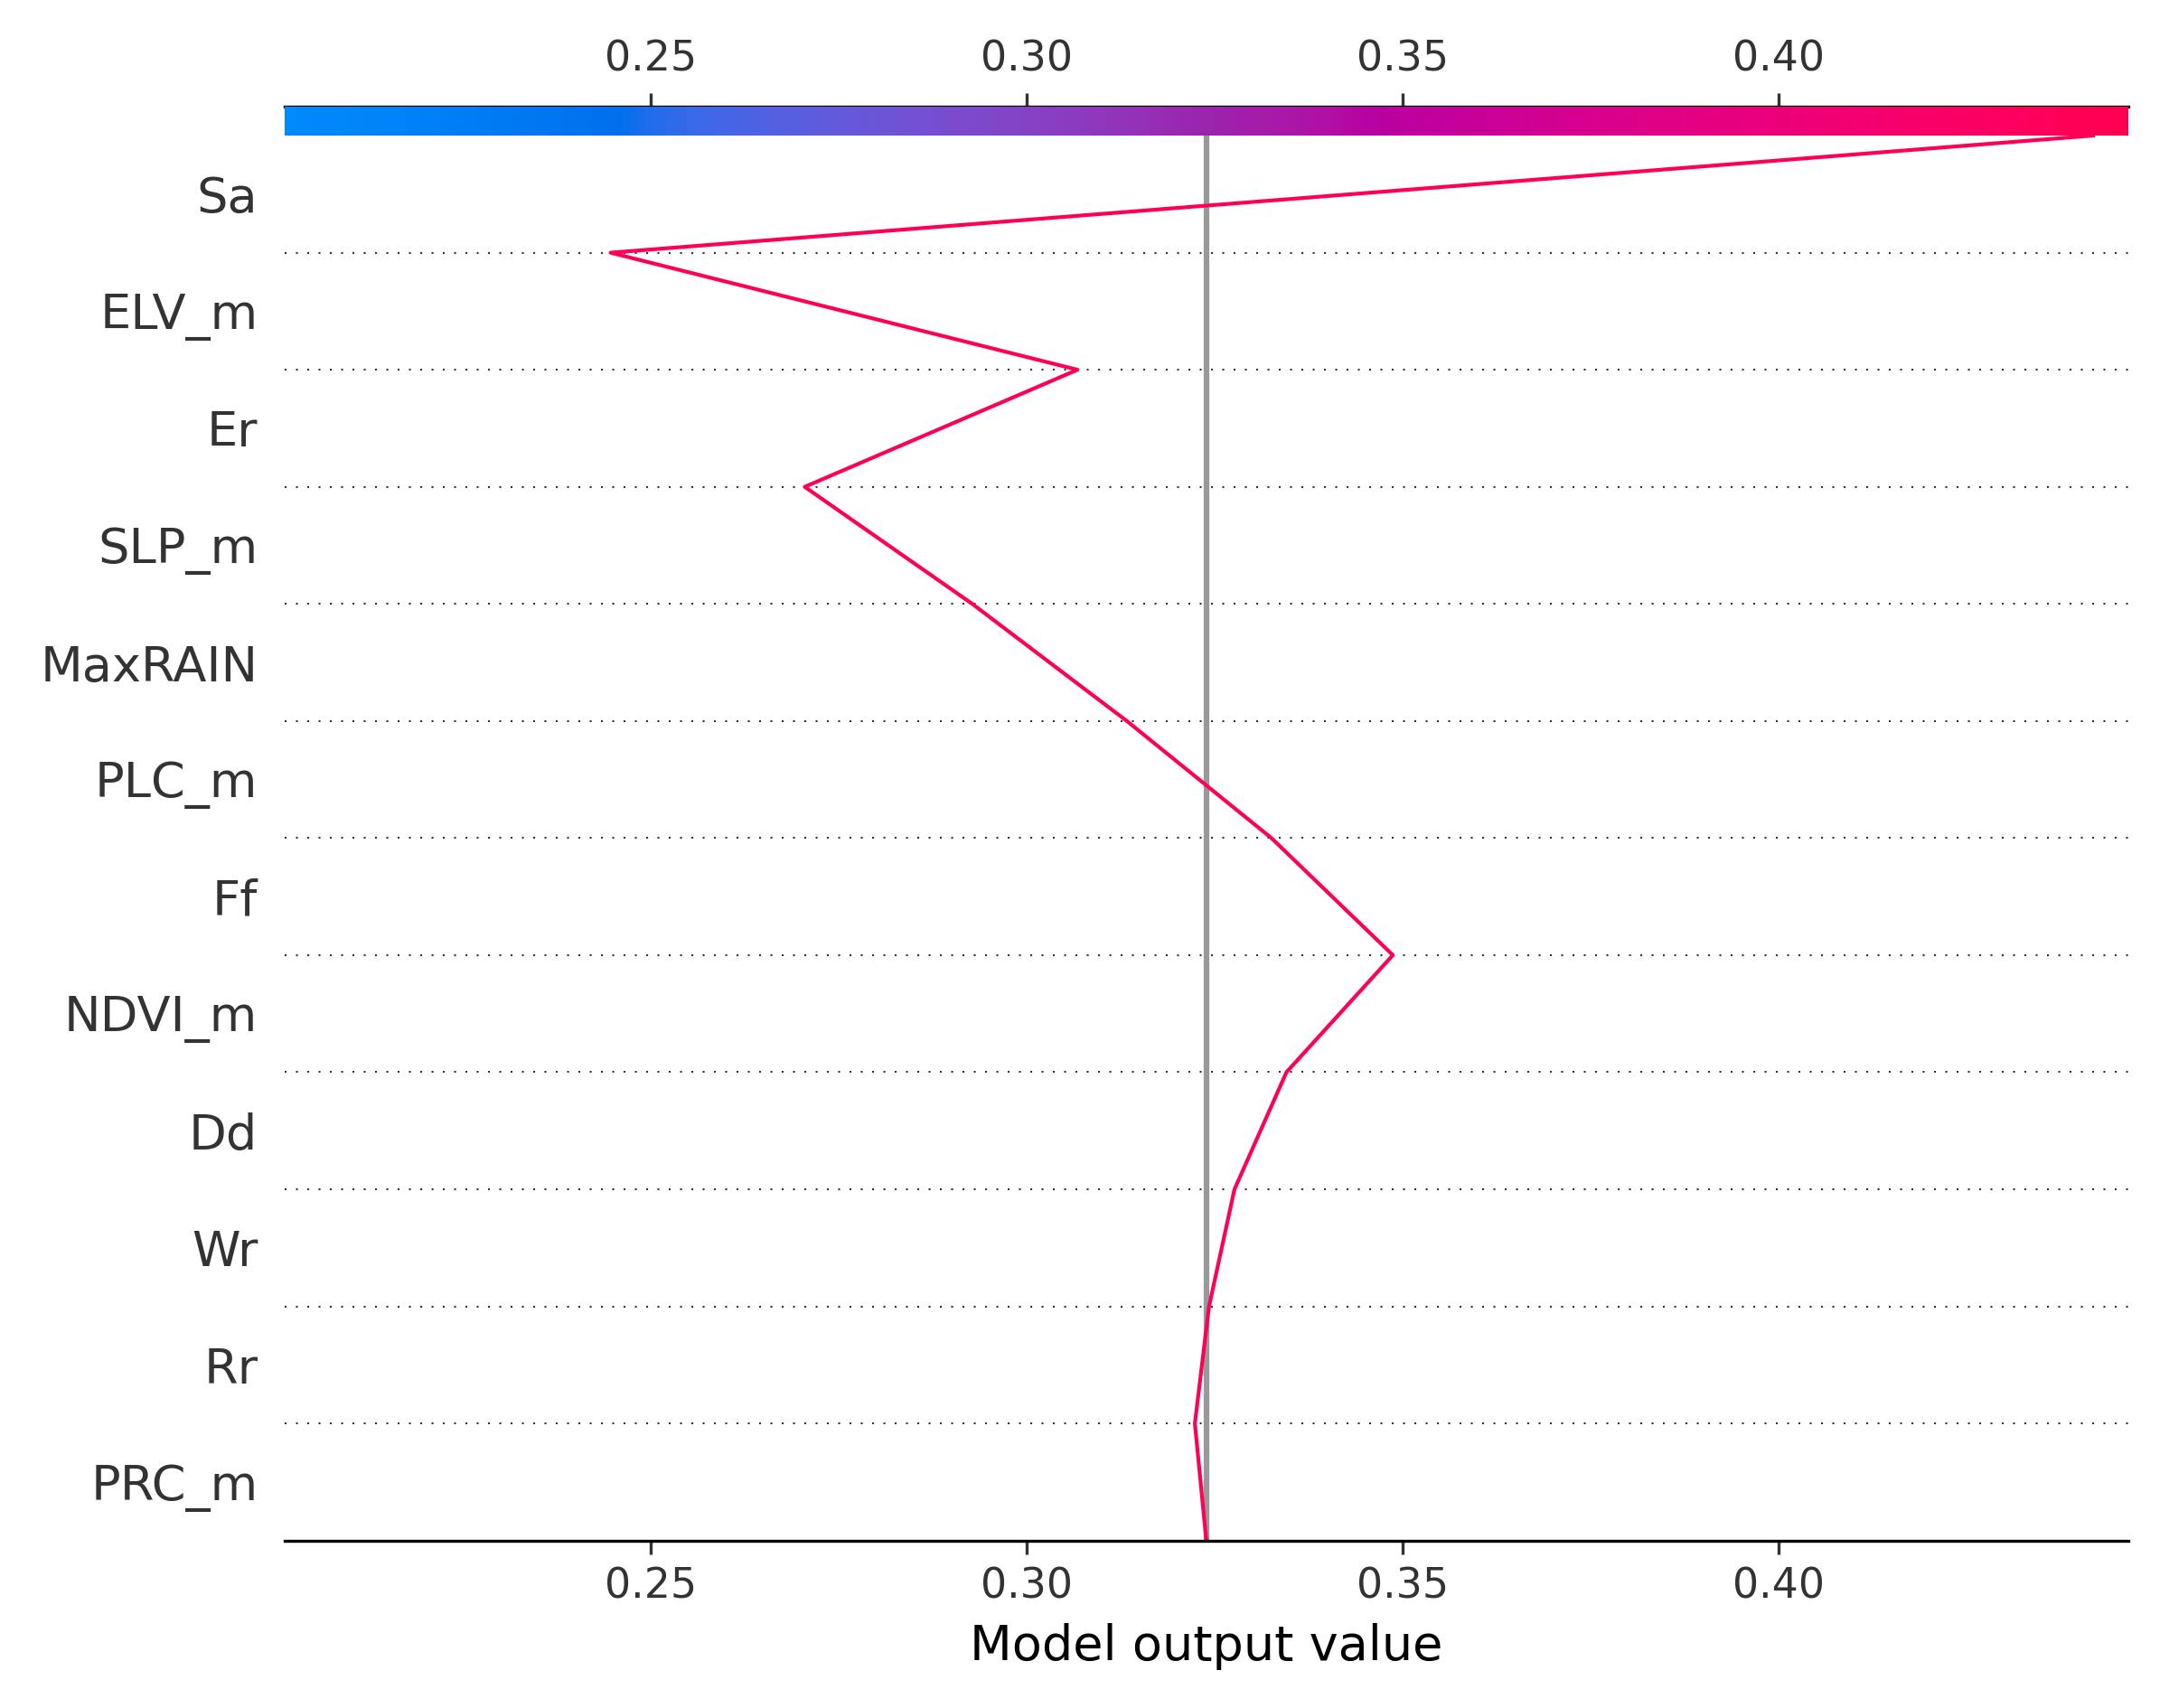 0.25 0.30 0.35 0.40
Sa
ELV_m
Er
SLP_m
MaxRAIN
PLC_m
Ff
NDVI_m
Dd
Wr
Rr
PRC_m
0.25 0.30 0.35 0.40
Model output value